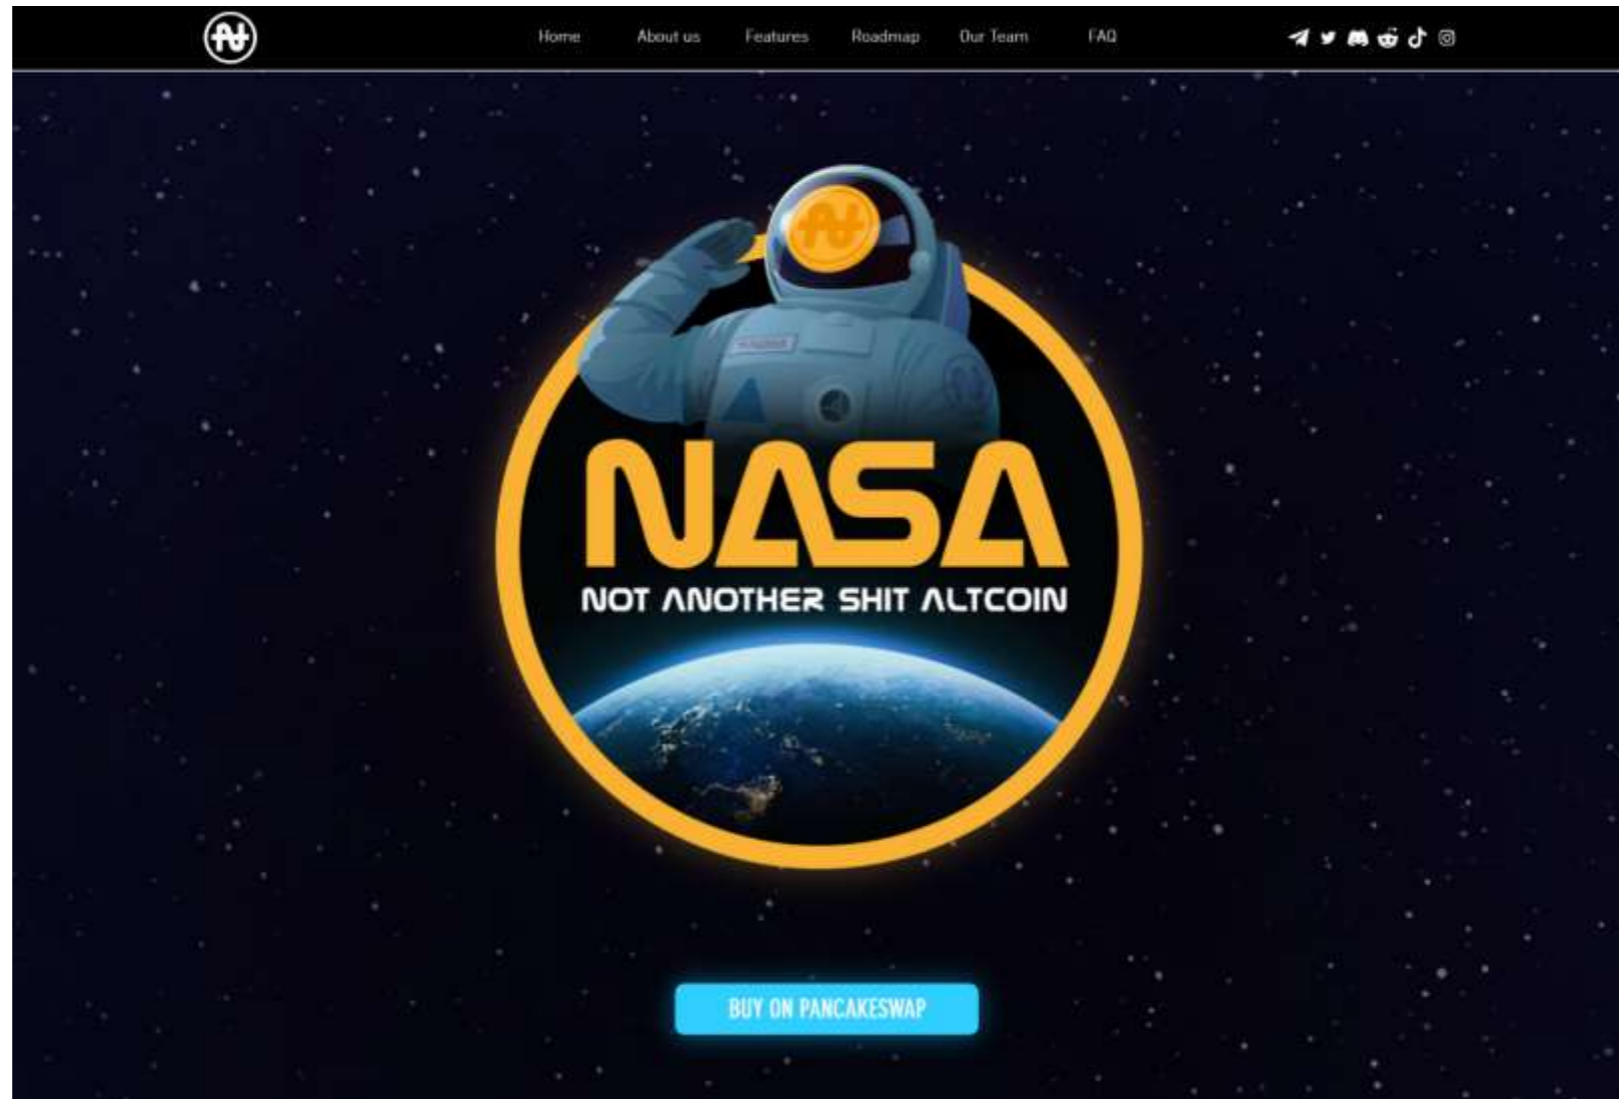 Home About us Features Roadmap Our Team FAQ
NASA
NOT ANOTHER SHIT ALTCOIN
BUY ON PANCAKESWAP